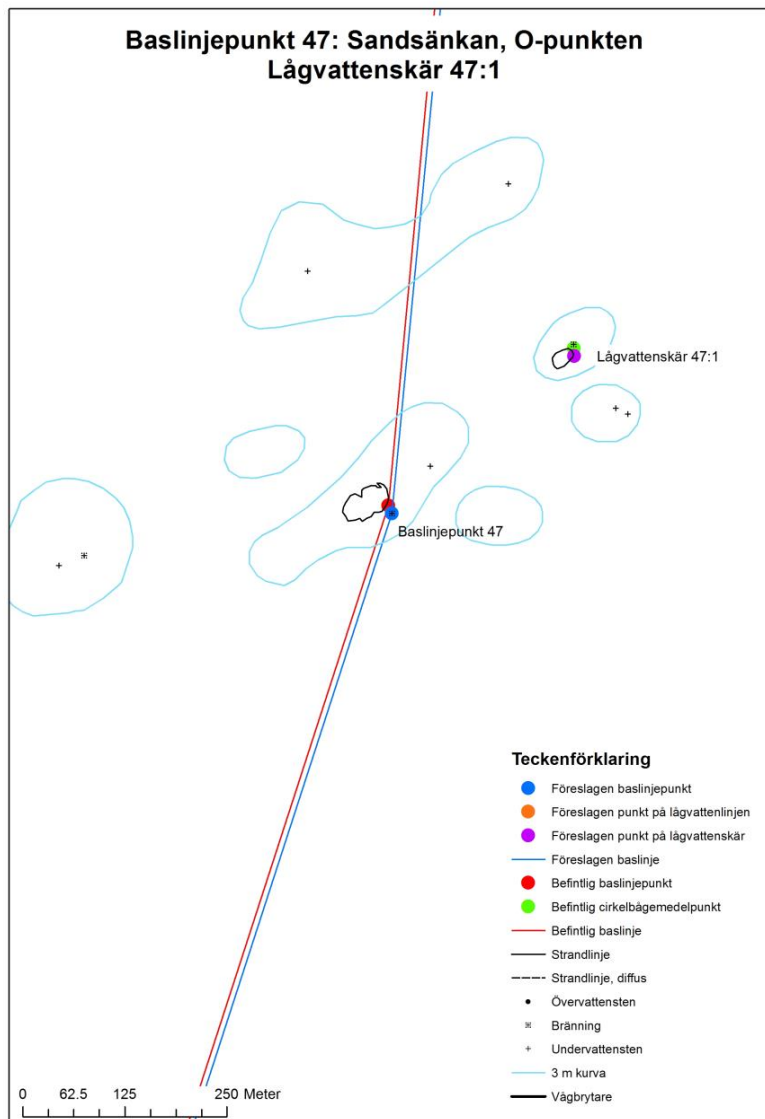 Baslinjepunkt 47: Sandsänkan, O-punkten
Lågvattenskär 47:1
Lågvattenskär 47:1
Baslinjepunkt 47
Teckenförklaring
Föreslagen baslinjepunkt
Föreslagen punkt på lågvattenlinjen
Föreslagen punkt på lågvattenskär
Föreslagen baslinje
Befintlig baslinjepunkt
Befintlig cirkelbågemedelpunkt
Befintlig baslinje
Strandlinje
Strandlinje, diffus
Övervattensten
Bränning
Undervattensten
3 m kurva
Vågbrytare
0 62.5 125 250 Meter